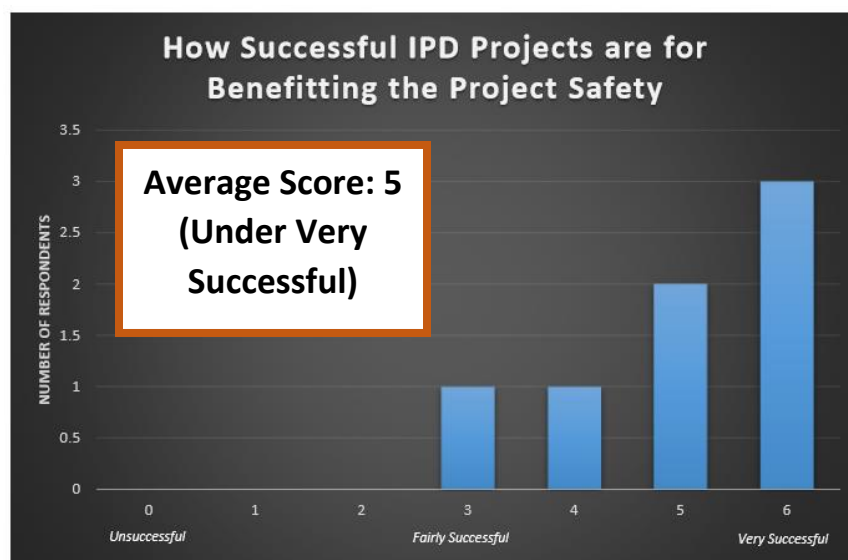 How Successful IPD Projects are for
Benefitting the Project Safety
3.5
3
2.5
2
1.5
1
0.5
0
NUMBER OF RESPONDENTS
Average Score: 5
(Under Very
Successful)
0 1 2 3 4 5 6
Unsuccessful Fairly Successful Very Successful